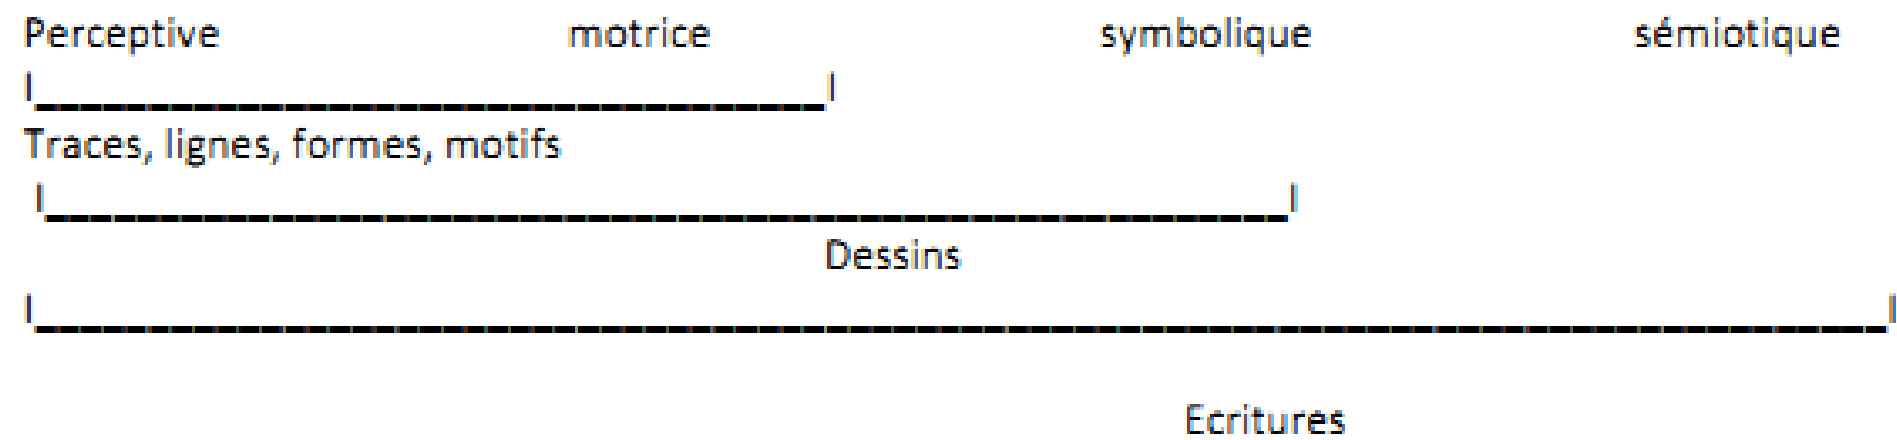 Perceptive motrice symbolique sémiotique
Traces, lignes, formes, motifs
Dessins
Ecritures